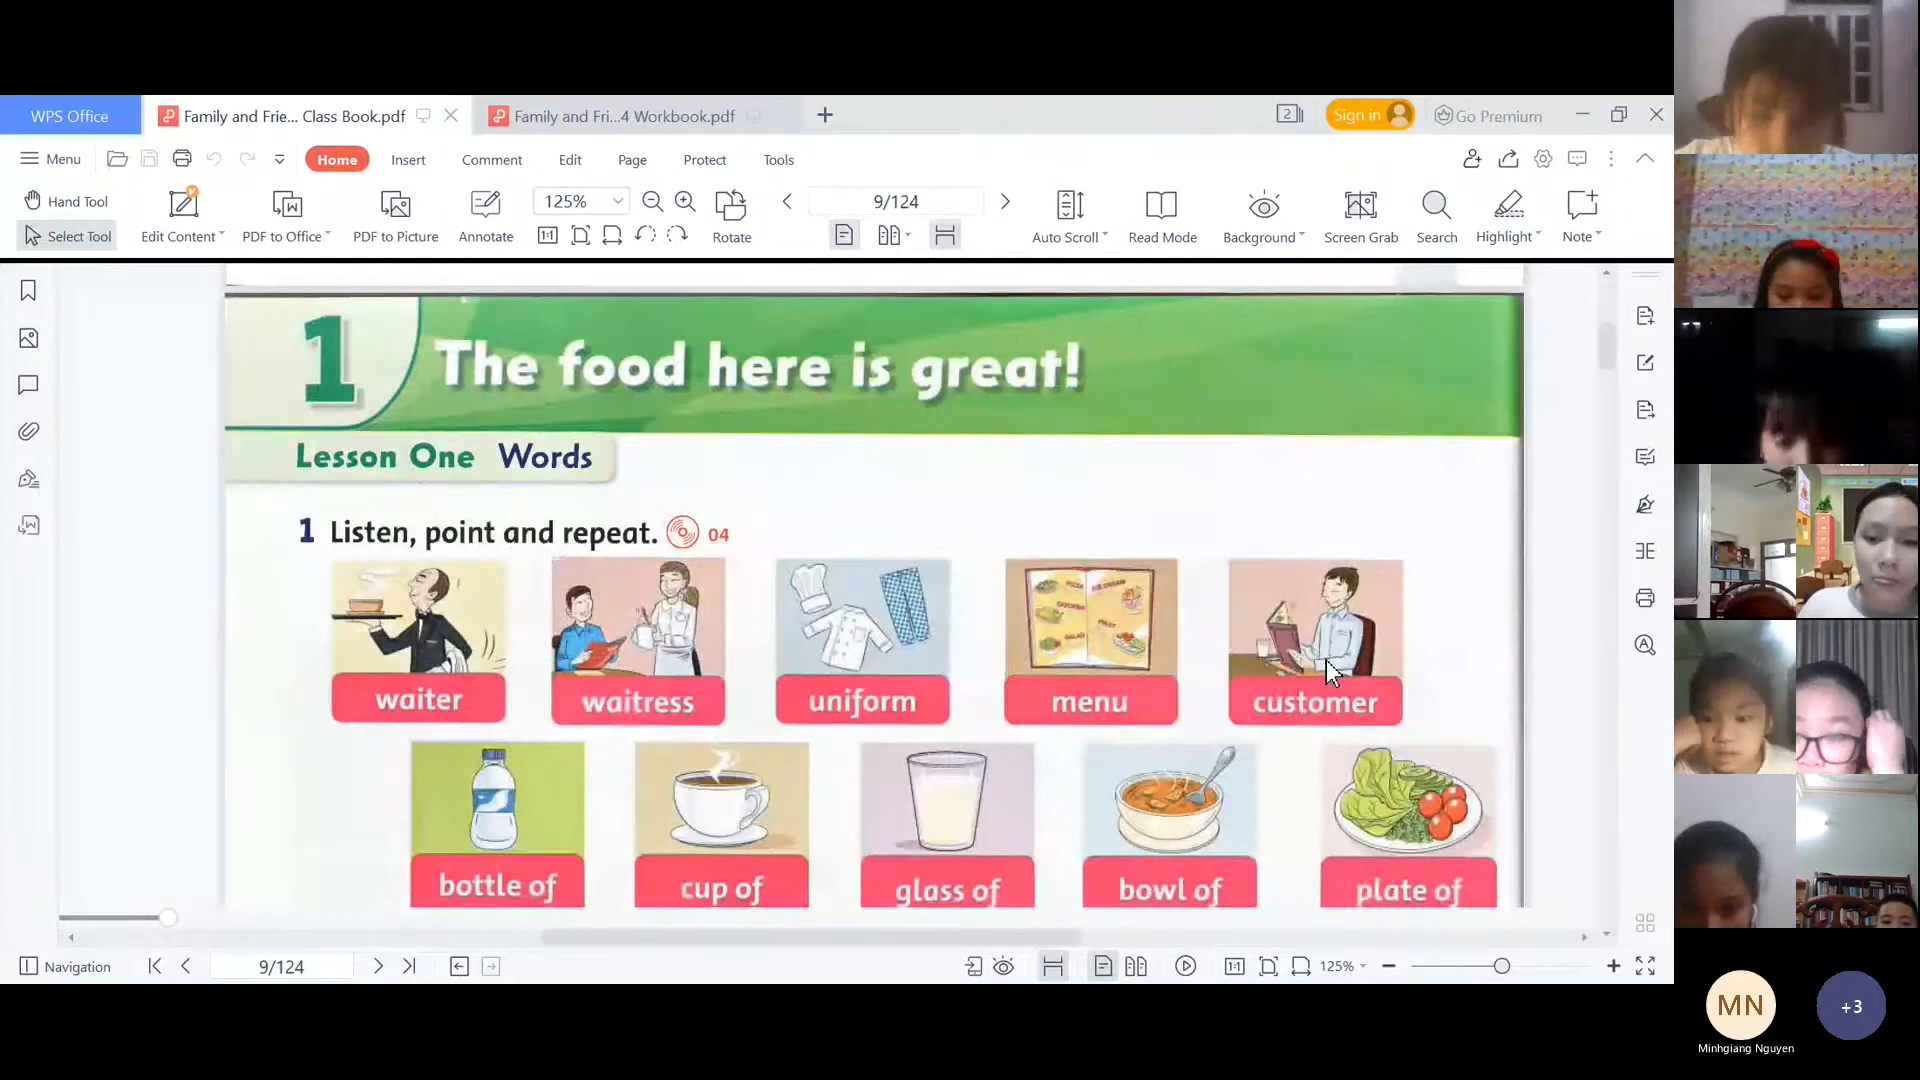 WPS Office
Family and Frie... Class Book.pdf
Family and Fri...4 Workbook.pdf
2
Sign in
Go Premium
Menu
Home
Insert
Comment
Edit
Page
Protect
Tools
Hand Tool
Select Tool
Edit Content
PDF to Office
PDF to Picture
Annotate
125%
Rotate
9/124
Auto Scroll
Read Mode
Background
Screen Grab
Search
Highlight
Note
1 The food here is great!
Lesson One Words
1 Listen, point and repeat. 04
waiter
waitress
uniform
menu
customer
bottle of
cup of
glass of
bowl of
plate of
Navigation
9/124
125%
MN
+3
Minhgiang Nguyen